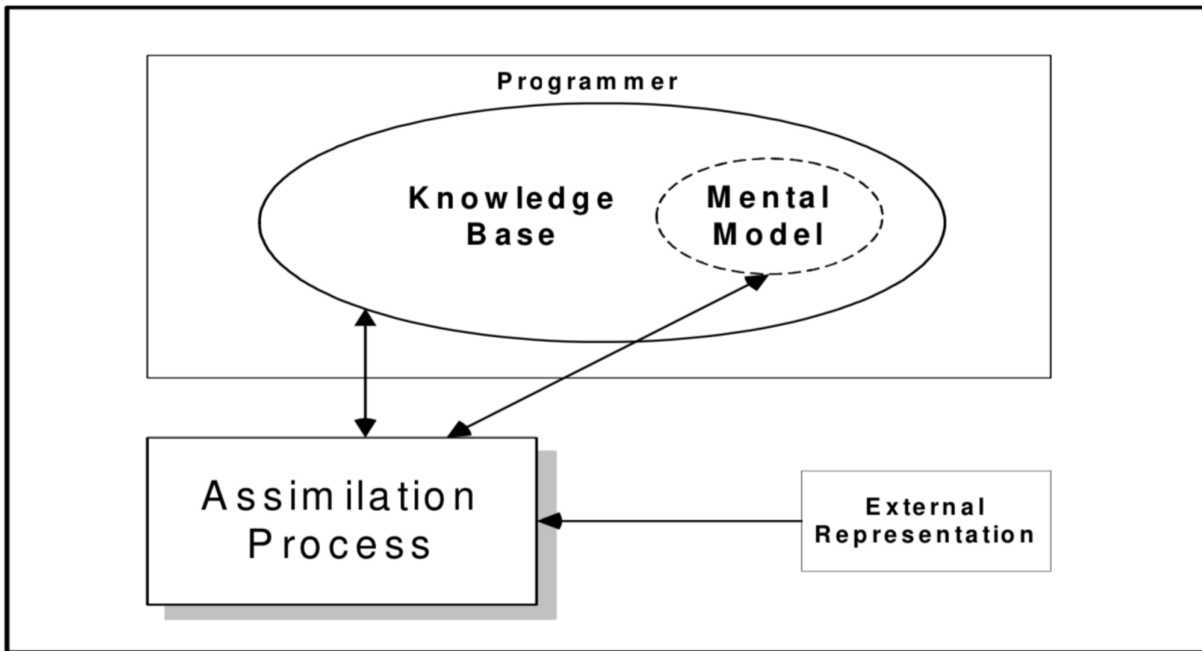 Programmer
Knowledge
Base
Mental
Model
Assimilation
Process
External
Representation